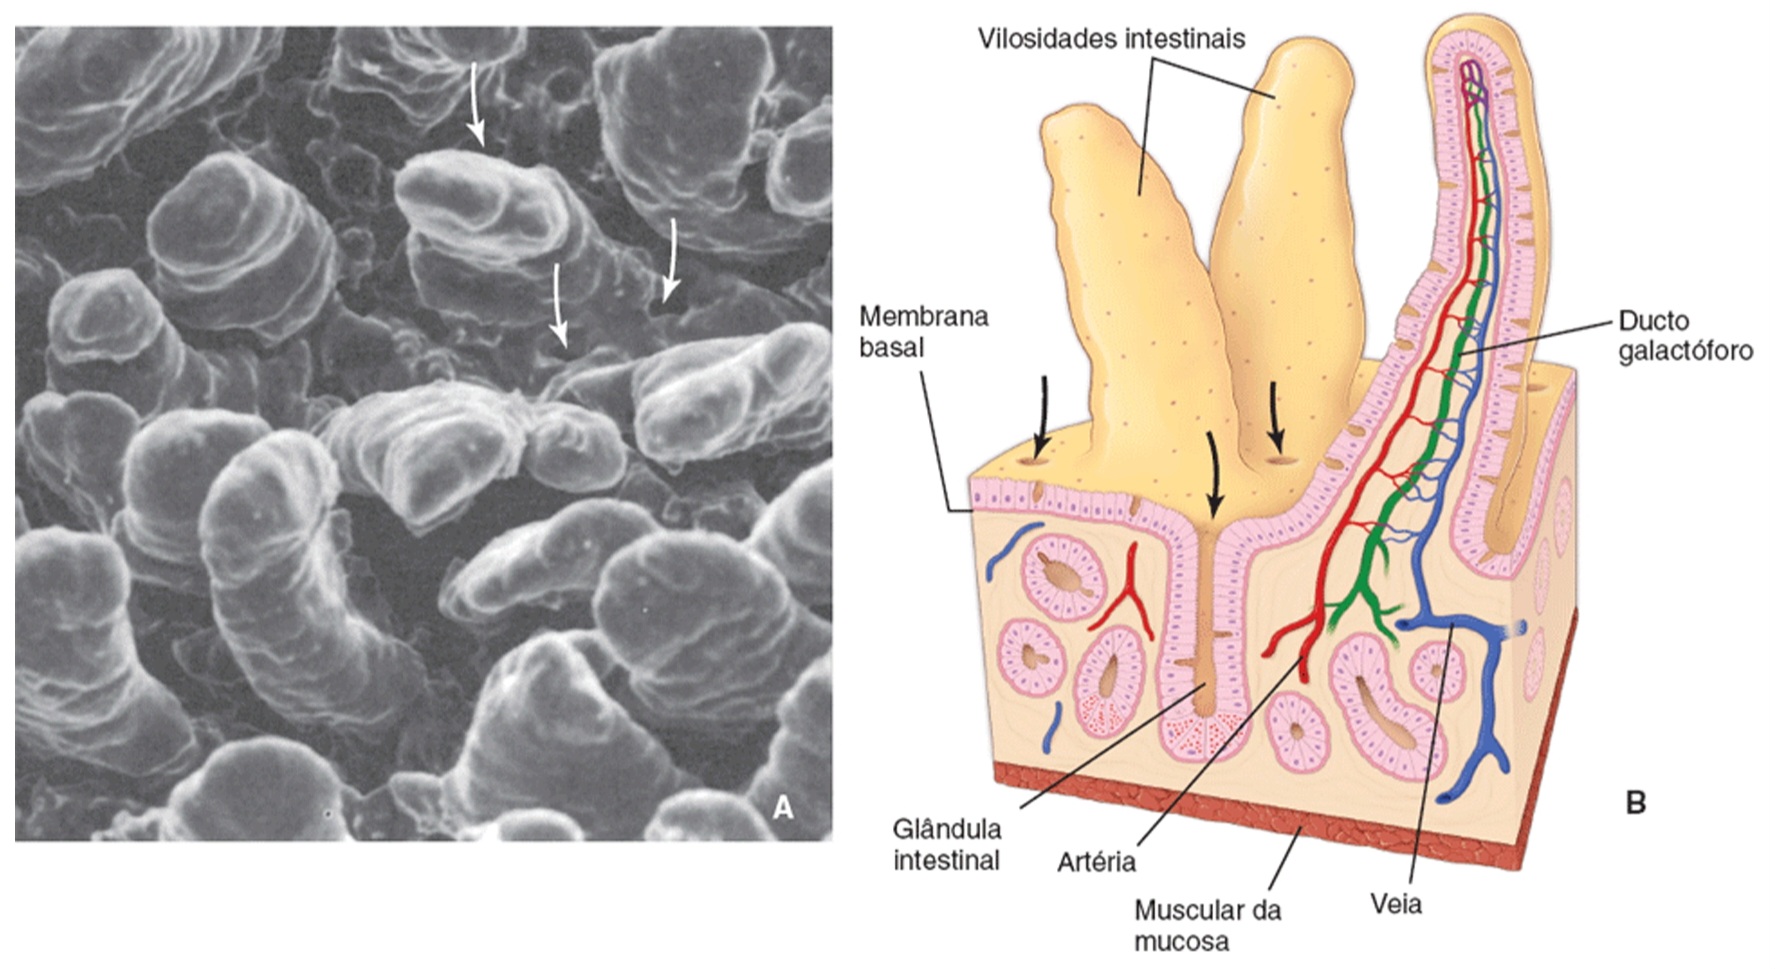 Vilosidades intestinais
Membrana
basal
Ducto
galactóforo
A
B
Glândula
intestinal
Artéria
Muscular da
mucosa
Veia